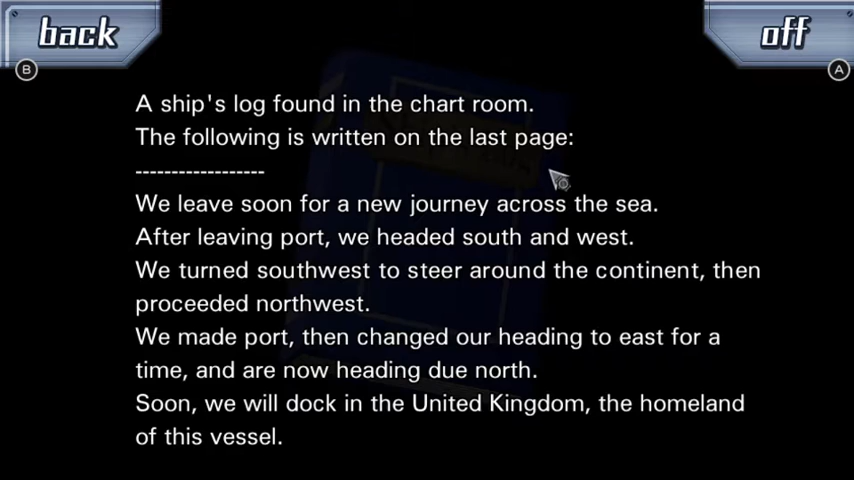 back
off
B
A
A ship's log found in the chart room.
The following is written on the last page:
------------------
We leave soon for a new journey across the sea.
After leaving port, we headed south and west.
We turned southwest to steer around the continent, then
proceeded northwest.
We made port, then changed our heading to east for a
time, and are now heading due north.
Soon, we will dock in the United Kingdom, the homeland
of this vessel.